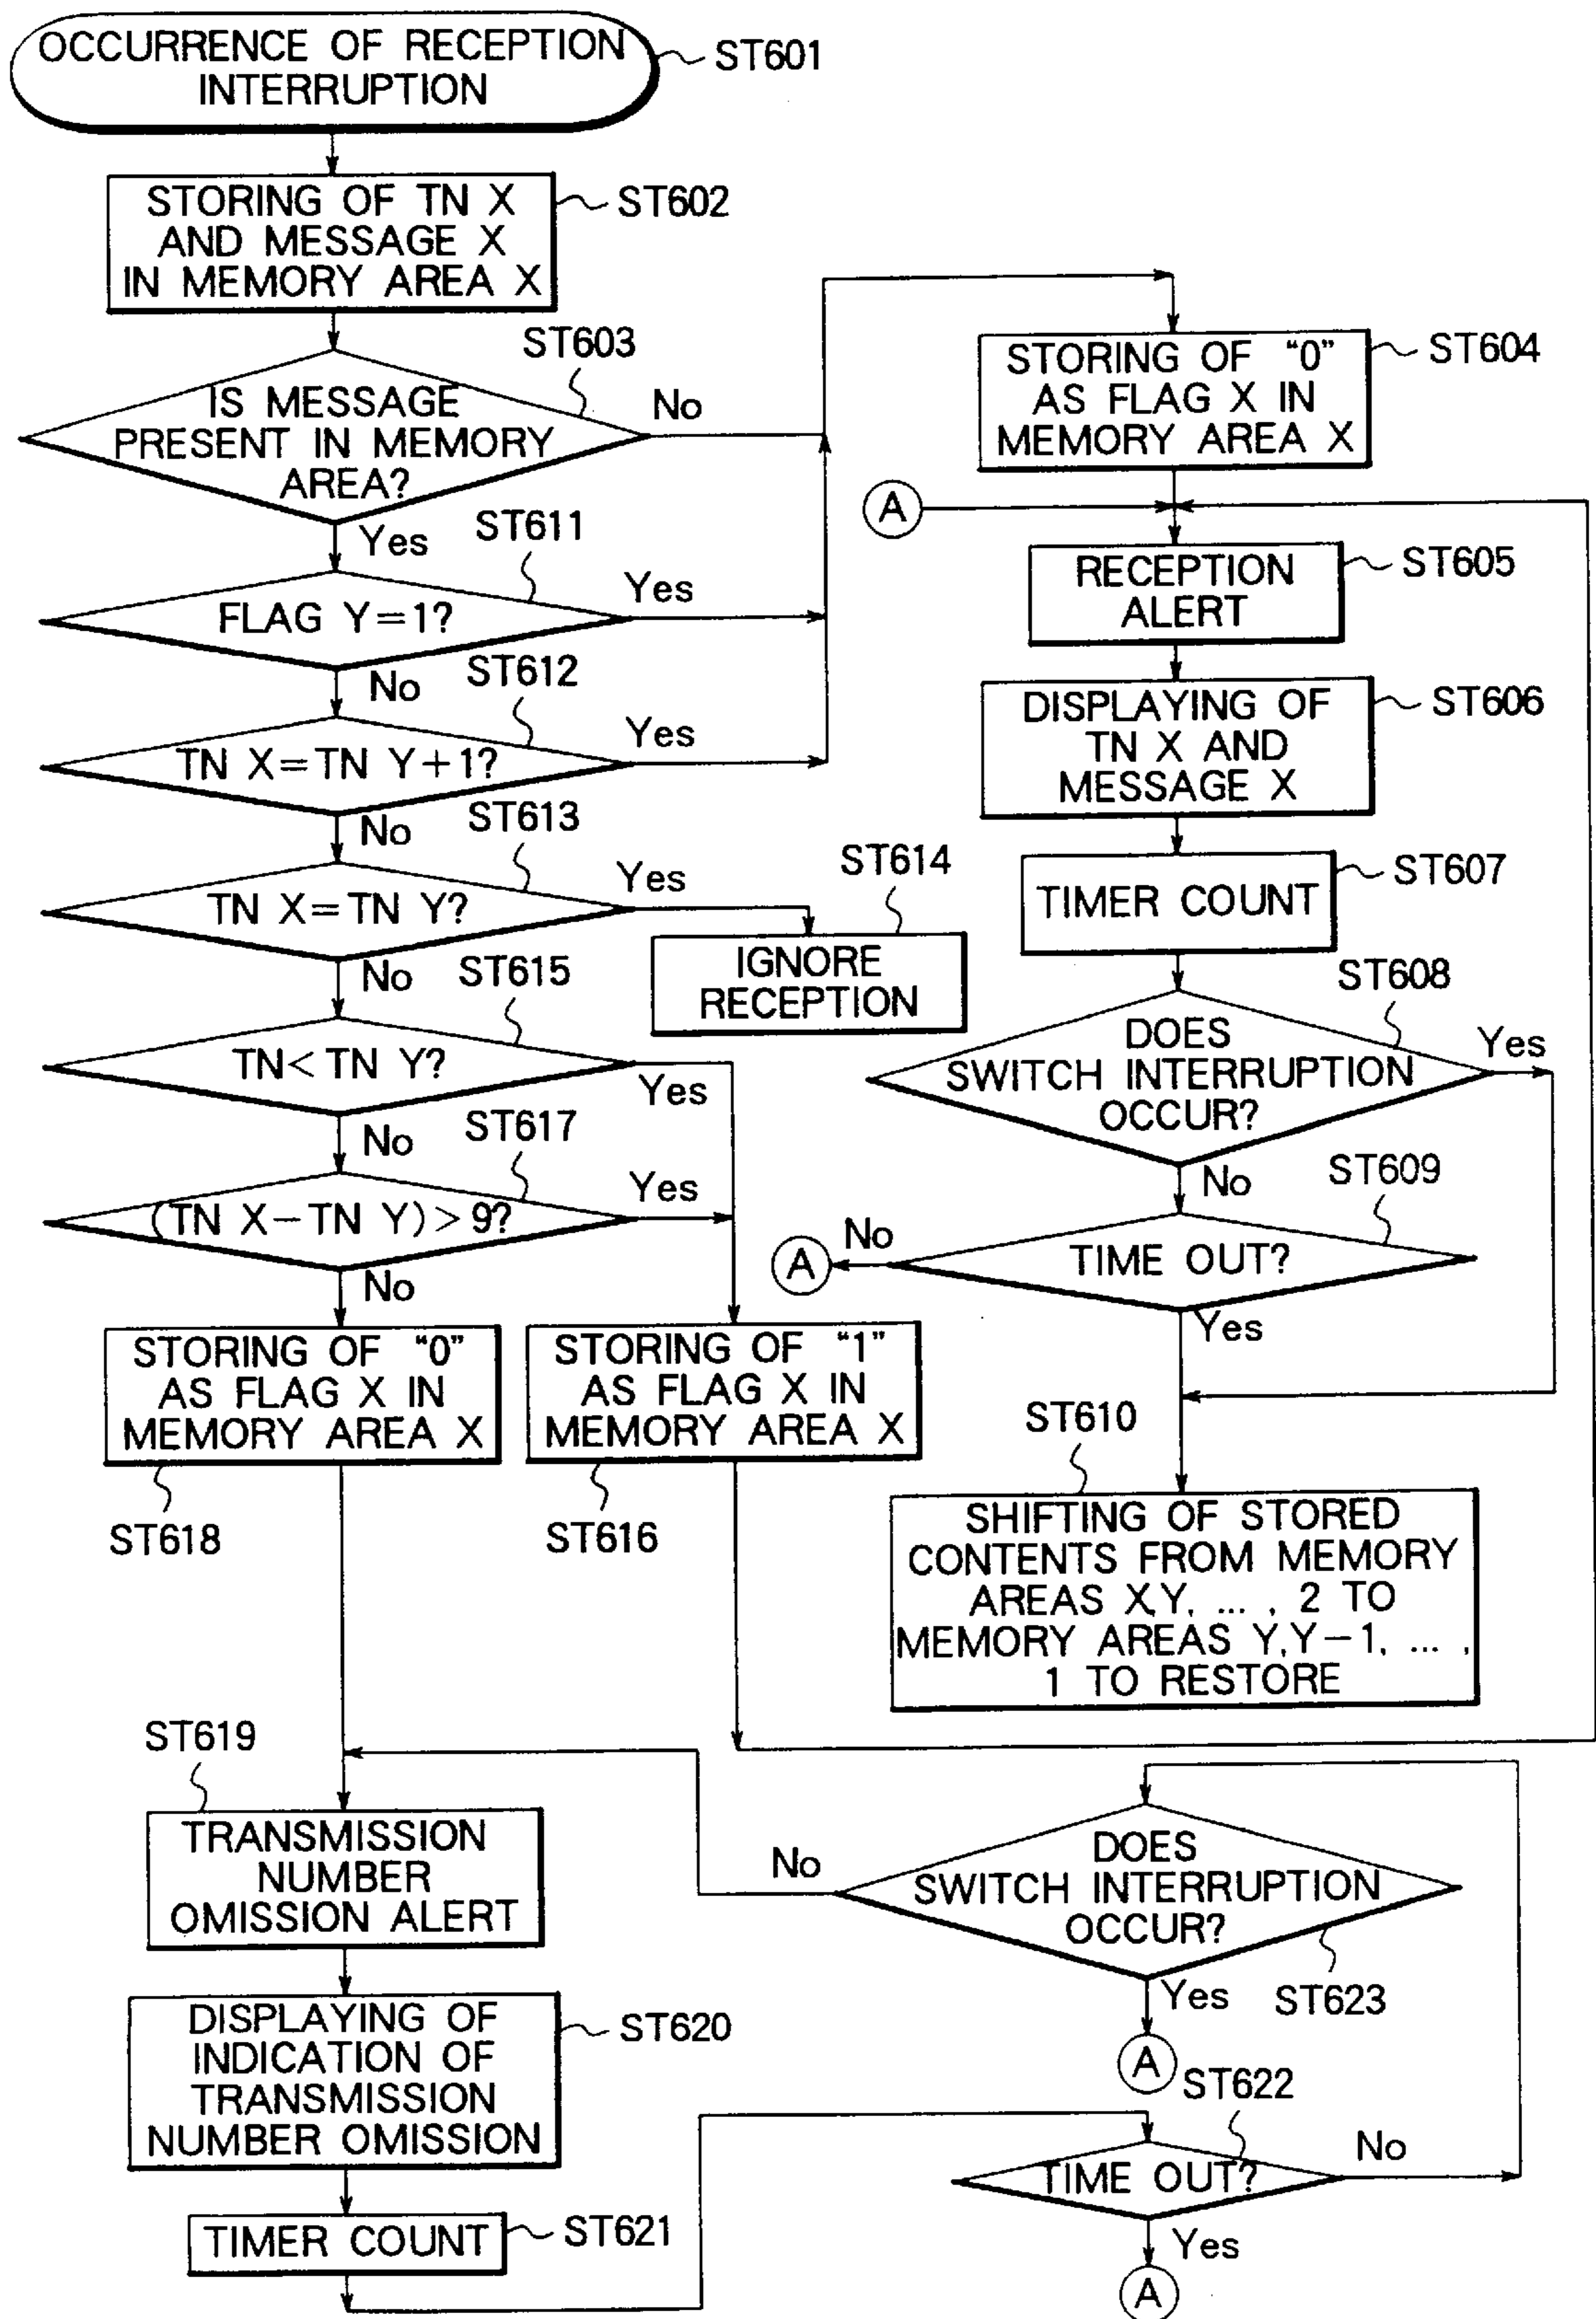 OCCURRENCE OF RECEPTION
INTERRUPTION
ST601
STORING OF TN X
AND MESSAGE X
IN MEMORY AREA X
ST602
ST603
IS MESSAGE
PRESENT IN MEMORY
AREA?
No
Yes
ST611
FLAG Y=1?
Yes
No
ST612
TN X=TN Y+1?
Yes
No
ST613
TN X=TN Y?
Yes
ST614
IGNORE
RECEPTION
No
ST615
TN<TN Y?
Yes
No
ST617
(TN X-TN Y)>9?
Yes
No
STORING OF "0"
AS FLAG X IN
MEMORY AREA X
ST618
STORING OF "1"
AS FLAG X IN
MEMORY AREA X
ST616
STORING OF "0"
AS FLAG X IN
MEMORY AREA X
ST604
A
RECEPTION
ALERT
ST605
DISPLAYING OF
TN X AND
MESSAGE X
ST606
TIMER COUNT
ST607
ST608
DOES
SWITCH INTERRUPTION
OCCUR?
Yes
No
ST609
TIME OUT?
No
A
Yes
ST610
SHIFTING OF STORED
CONTENTS FROM MEMORY
AREAS X,Y, ... , 2 TO
MEMORY AREAS Y,Y-1, ... ,
1 TO RESTORE
ST619
TRANSMISSION
NUMBER
OMISSION ALERT
DISPLAYING OF
INDICATION OF
TRANSMISSION
NUMBER OMISSION
ST620
TIMER COUNT
ST621
DOES
SWITCH INTERRUPTION
OCCUR?
No
Yes
ST623
A
ST622
TIME OUT?
No
Yes
A